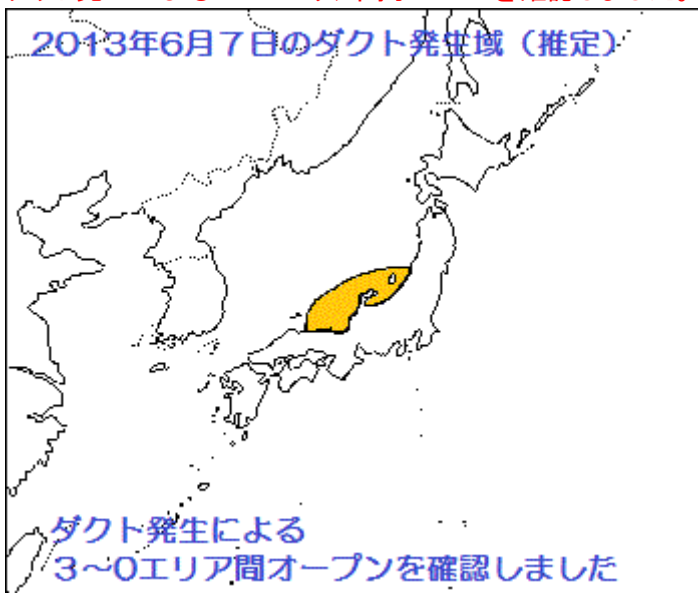 2013年6月7日のダクト発生域（推定）
ダクト発生による
3～0エリア間オープンを確認しました